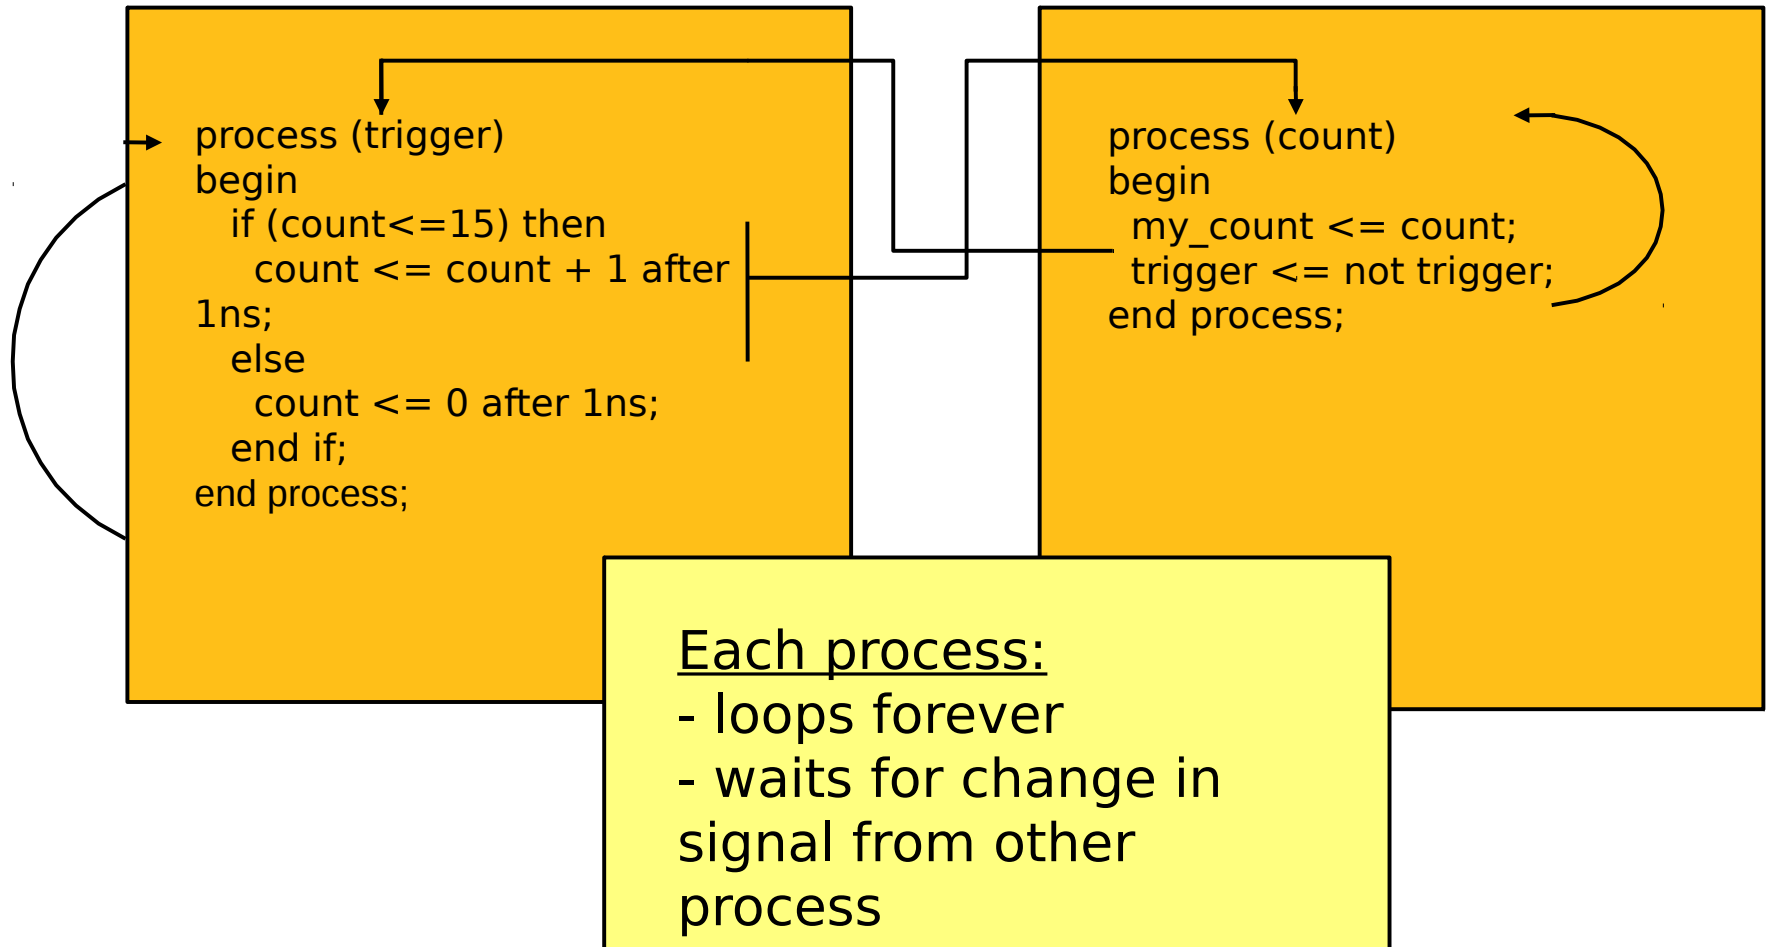 process (trigger)
begin
if (count<=15) then
count <= count + 1 after
1ns;
else
count <= 0 after 1ns;
end if;
end process;
process (count)
begin
my_count <= count;
trigger <= not trigger;
end process;
Each process:
- loops forever
- waits for change in
signal from other
process